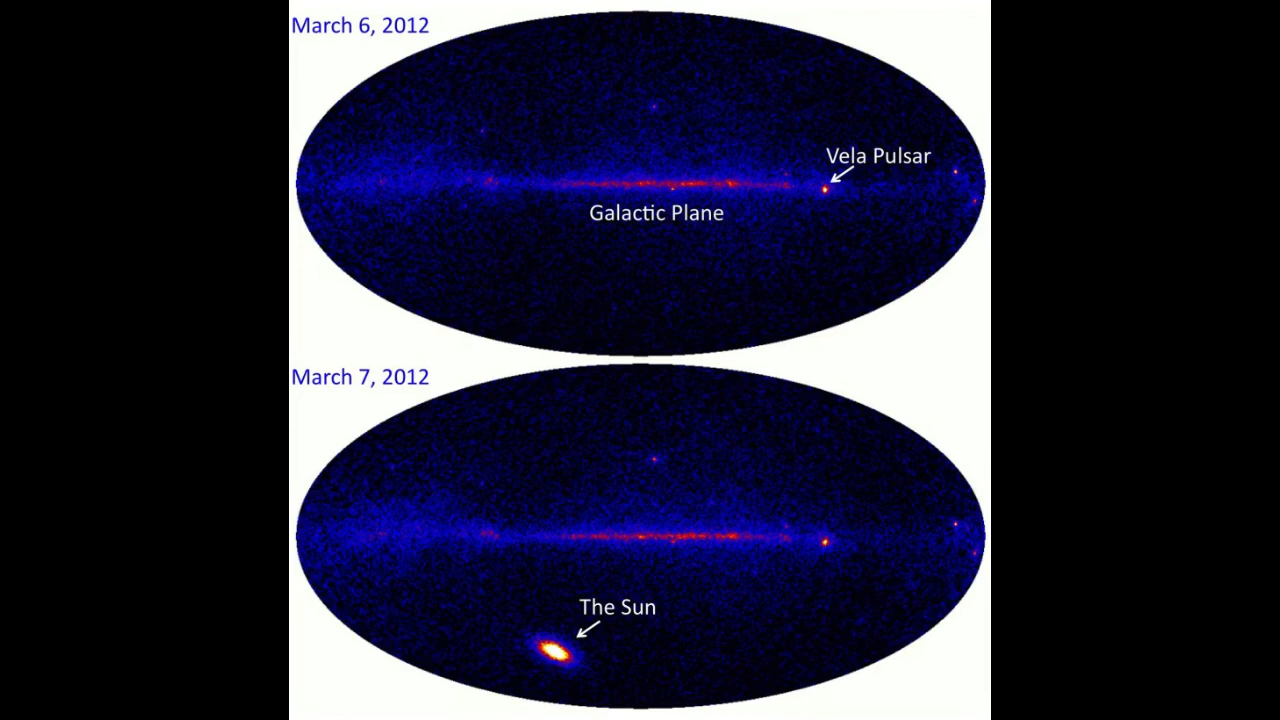 March 6, 2012
Vela Pulsar
Galactic Plane
March 7, 2012
The Sun